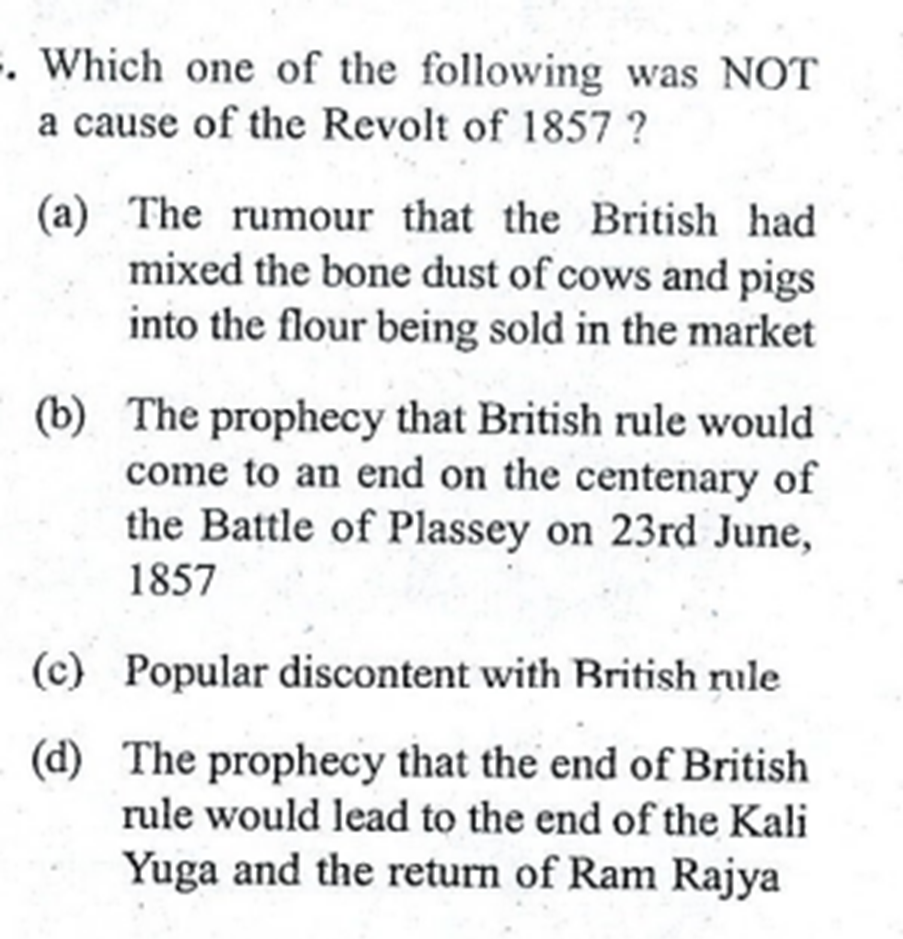 . Which one of the following was NOT
a cause of the Revolt of 1857 ?
(a) The rumour that the British had
mixed the bone dust of cows and pigs
into the flour being sold in the market
(b) The prophecy that British rule would
come to an end on the centenary of
the Battle of Plassey on 23rd June,
1857
(c) Popular discontent with British rule
(d) The prophecy that the end of British
rule would lead to the end of the Kali
Yuga and the return of Ram Rajya